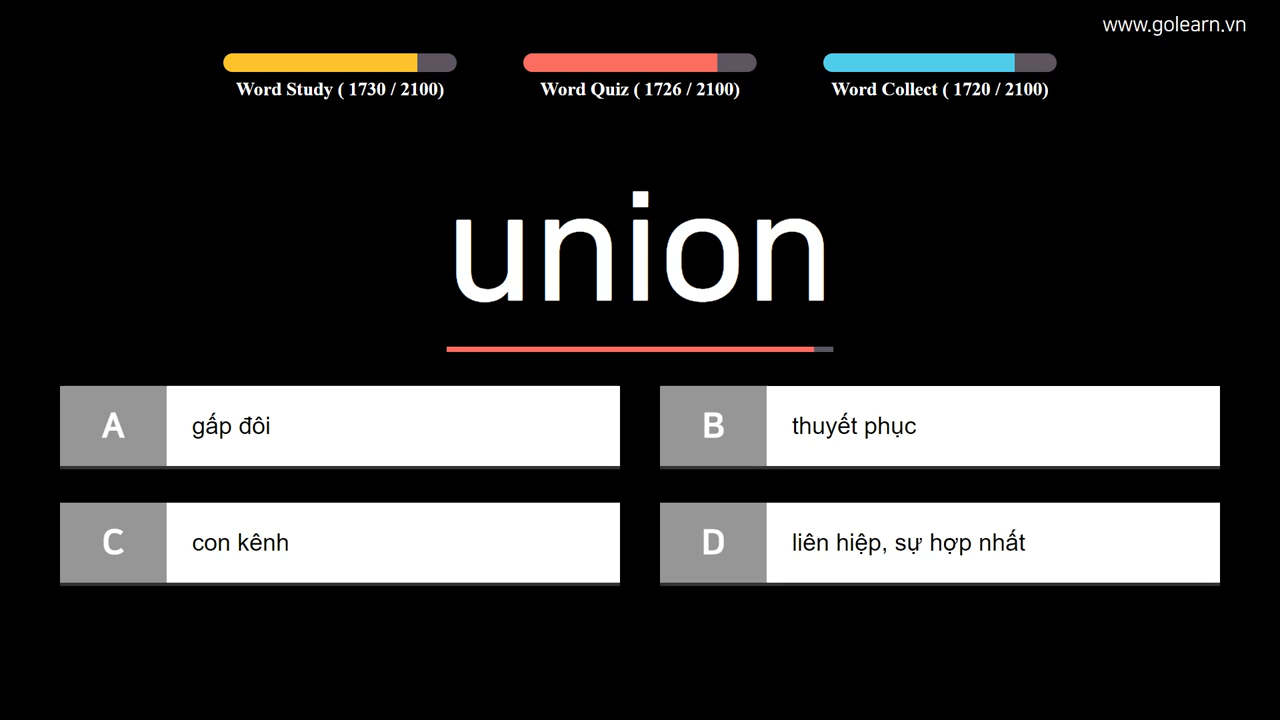 www.golearn.vn
Word Study ( 1730 / 2100)
Word Quiz ( 1726 / 2100)
Word Collect ( 1720 / 2100)
union
A gấp đôi
B thuyết phục
C con kênh
D liên hiệp, sự hợp nhất